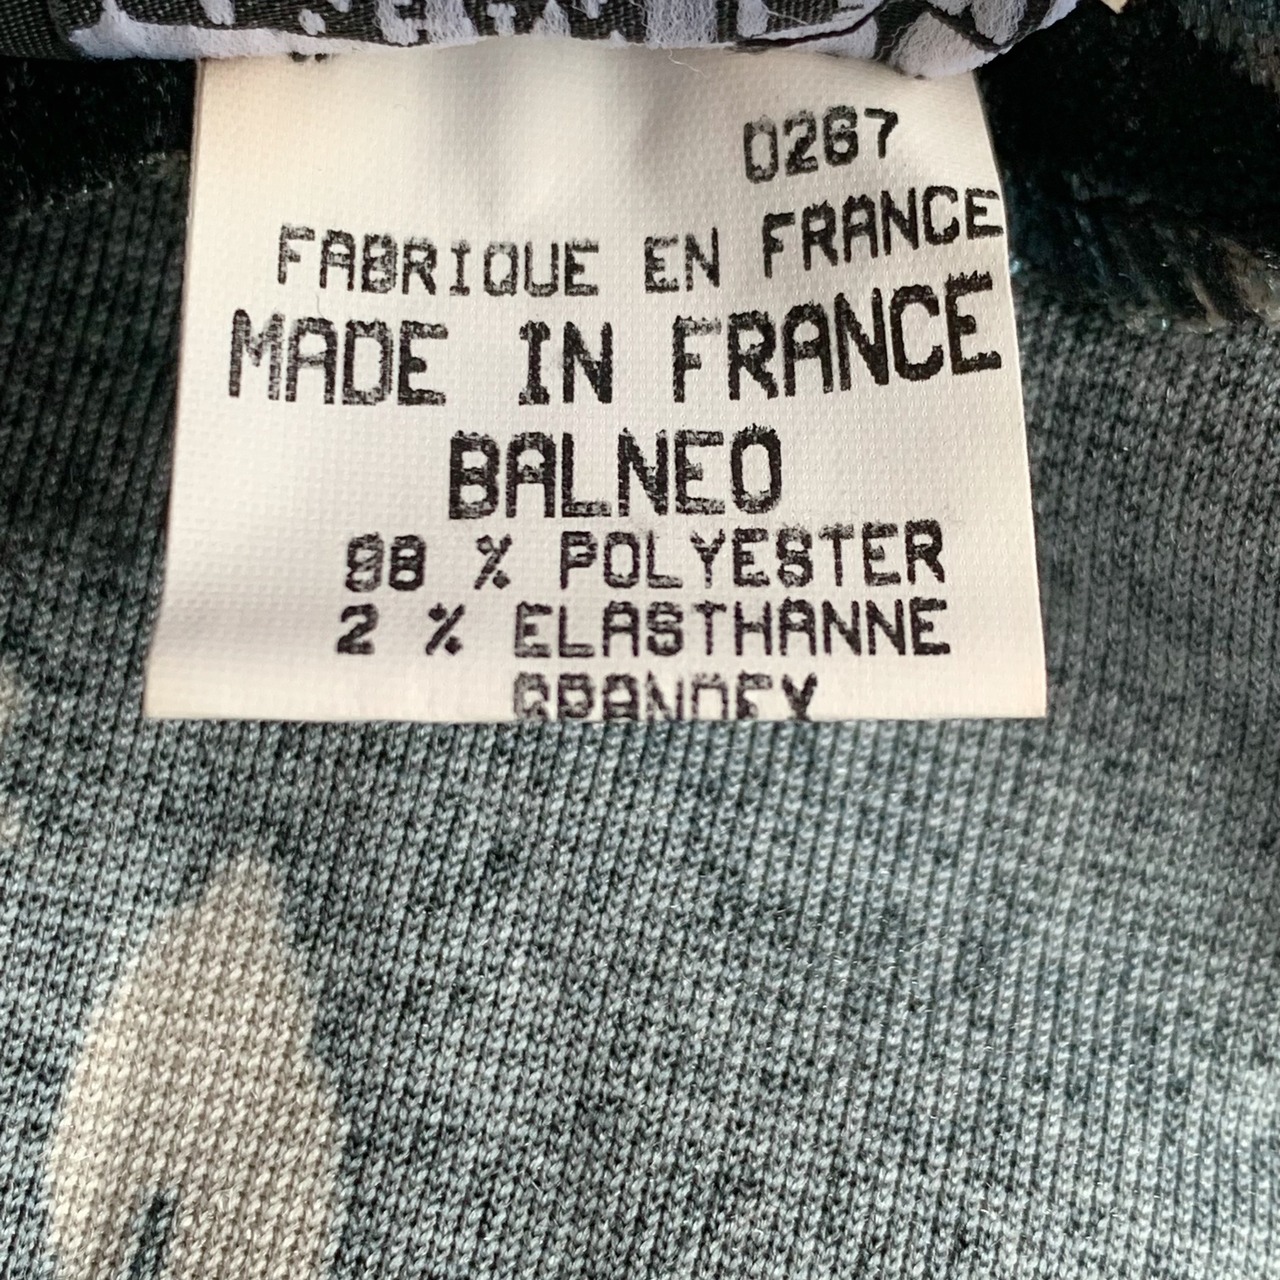 0267
FABRIQUE EN FRANCE
MADE IN FRANCE
BALNEO
98 % POLYESTER
2 % ELASTHANNE